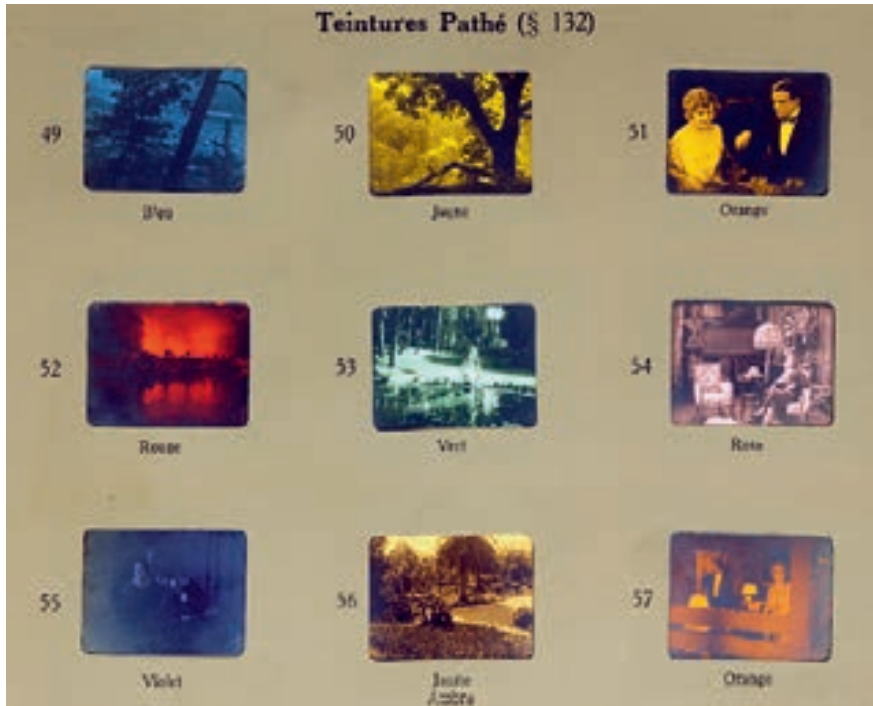 Teintures Pathé (§ 132)
49
50
51
Bleu
Jaune
Orange
52
53
54
Rouge
Vert
Rose
55
56
57
Violet
Jaune
Ambre
Orange